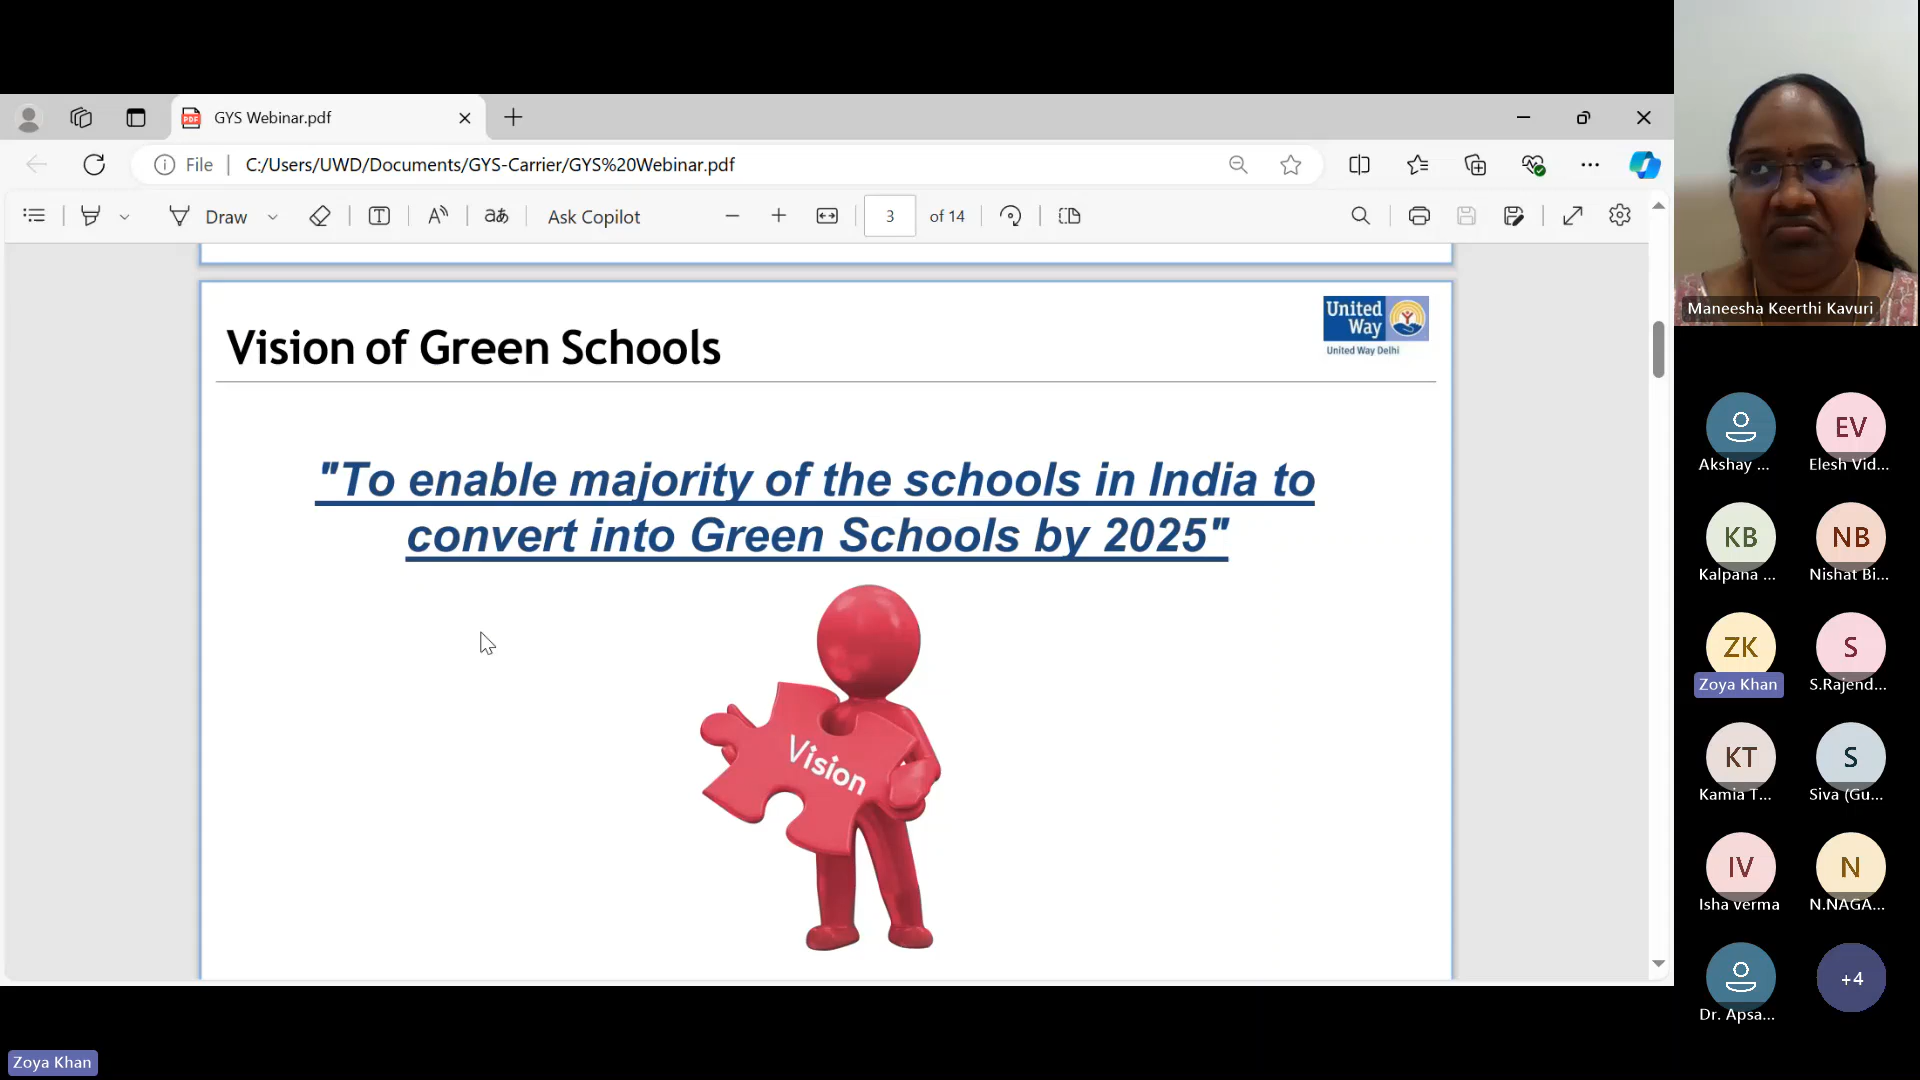 GYS Webinar.pdf
File
C:/Users/UWD/Documents/GYS-Carrier/GYS%20Webinar.pdf
Draw
Ask Copilot
3
of 14
Vision of Green Schools
United
Way
United Way Delhi
"To enable majority of the schools in India to
convert into Green Schools by 2025"
Vision
Maneesha Keerthi Kavuri
Akshay ...
EV
Elesh Vid...
KB
Kalpana ...
NB
Nishat Bi...
ZK
Zoya Khan
S
S.Rajend...
KT
Kamia T...
S
Siva (Gu...
IV
Isha verma
N
N.NAGA...
Dr. Apsa...
+4
Zoya Khan